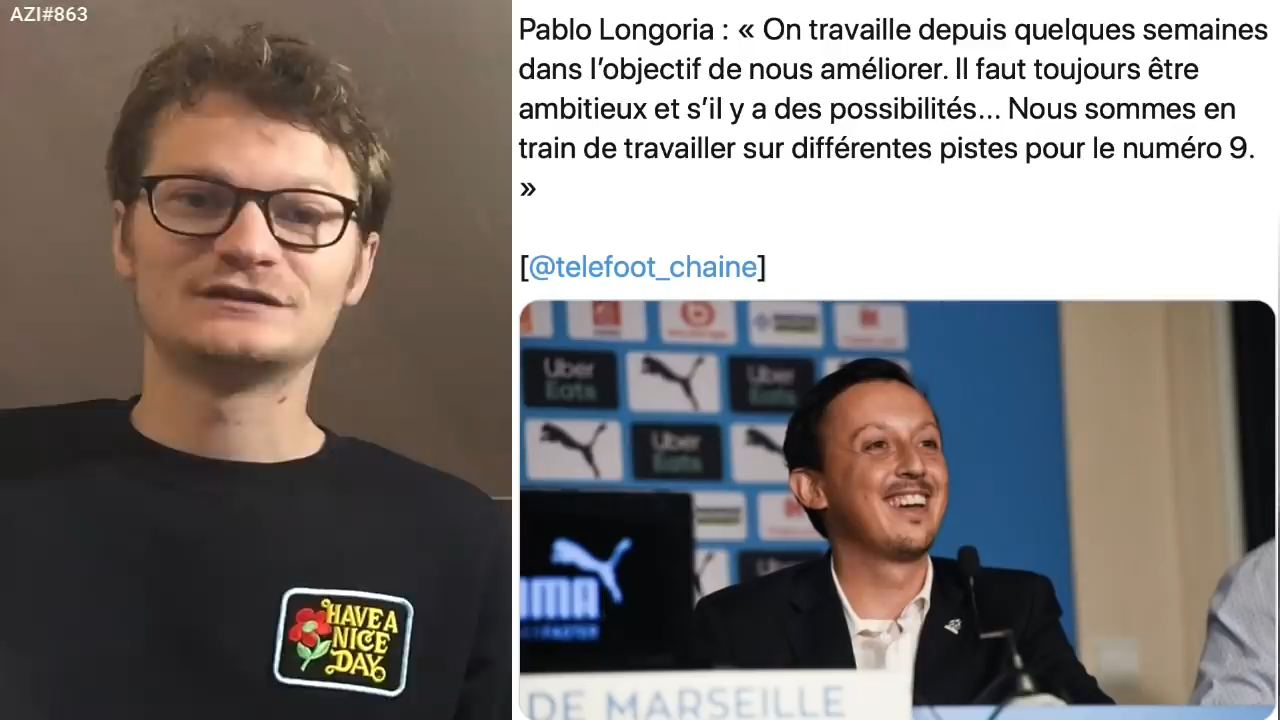 AZI#863
Pablo Longoria : « On travaille depuis quelques semaines
dans l’objectif de nous améliorer. Il faut toujours être
ambitieux et s’il y a des possibilités... Nous sommes en
train de travailler sur différentes pistes pour le numéro 9.
»
[@telefoot_chaine]
Uber
Eats
Uber
Eats
Uber
Eats
Uber
UMA
DE MARSEILLE
HAVE A
NICE
DAY